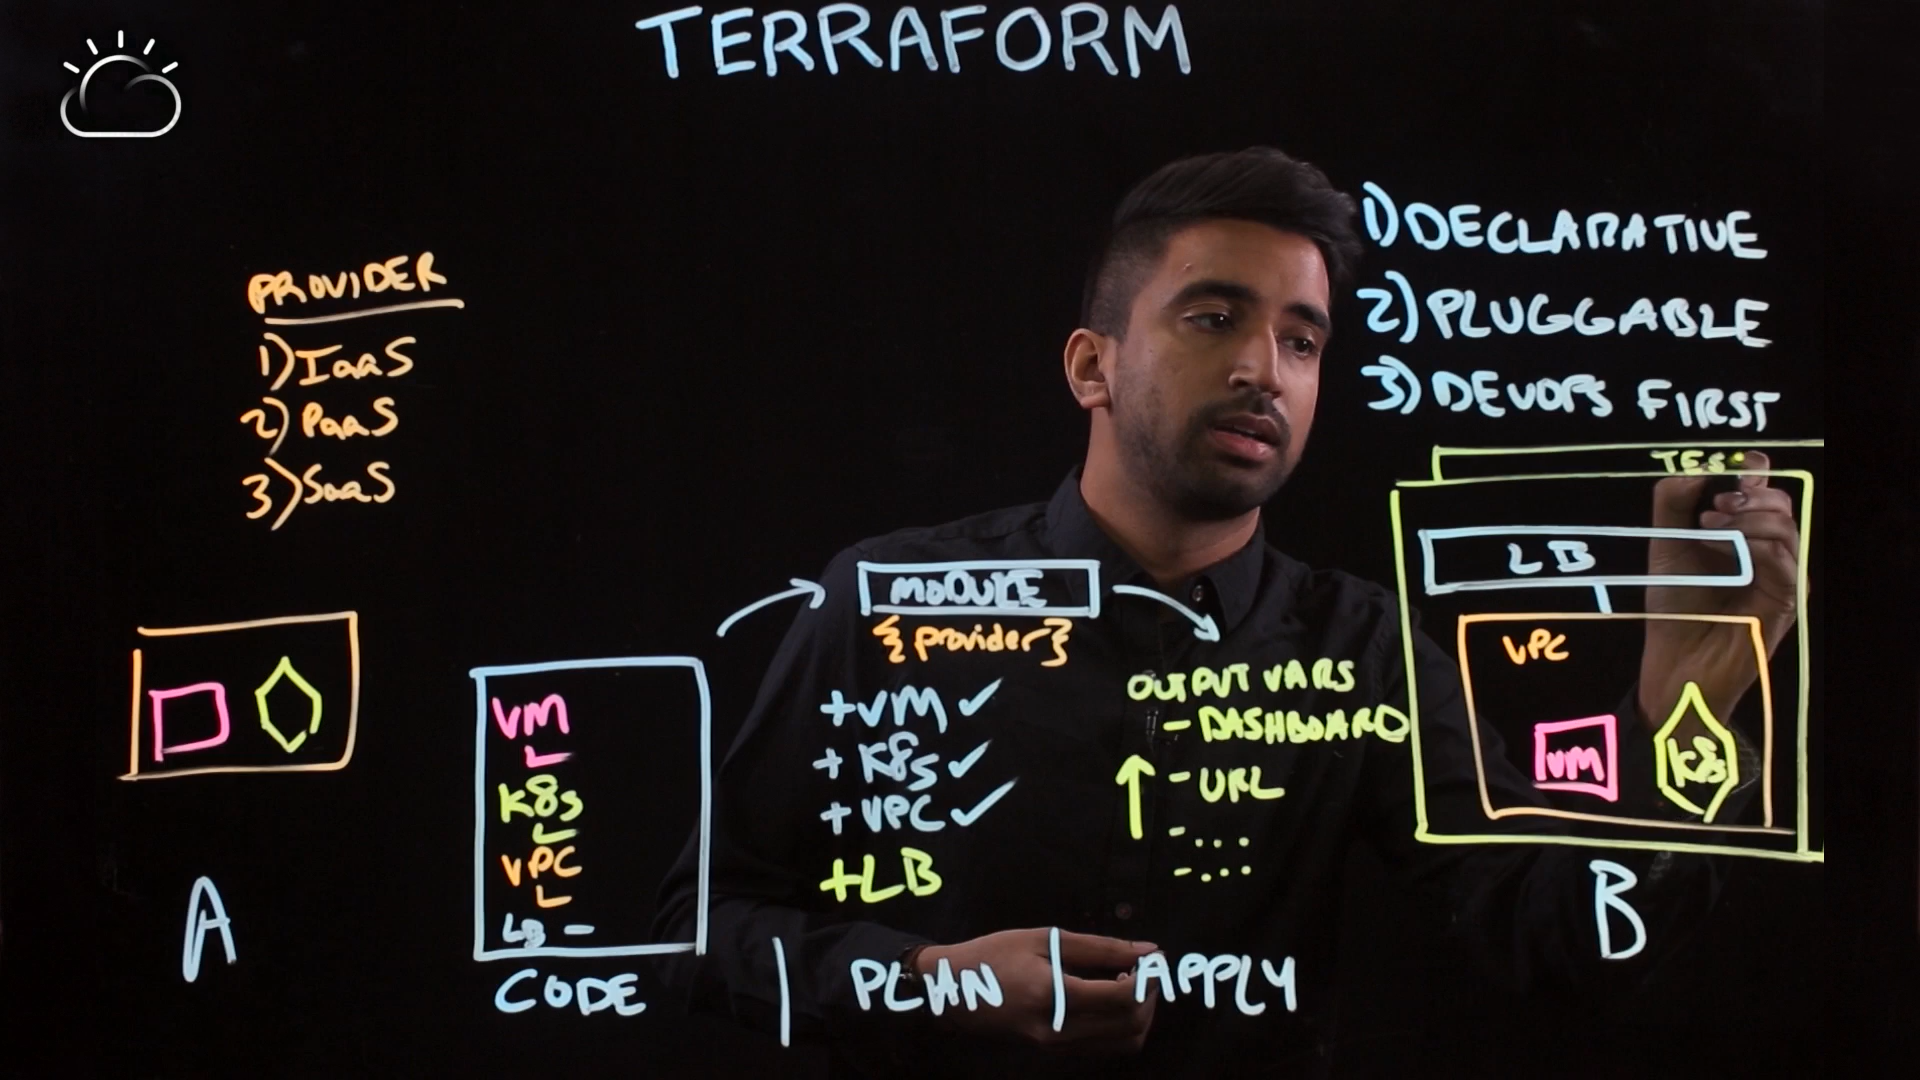 TERRAFORM
PROVIDER
1) IaaS
2) PaaS
3) SaaS
1) DECLARATIVE
2) PLUGGABLE
3) DEVOPS FIRST
A
VM
K8s
VPC
LB -
CODE
MODULE
{provider}
+VM ✓
+ K8s ✓
+ VPC ✓
+LB
PLAN
OUTPUT VARS
- DASHBOARD
- URL
- ...
- ...
APPLY
TES
LB
VPC
VM
K8s
B